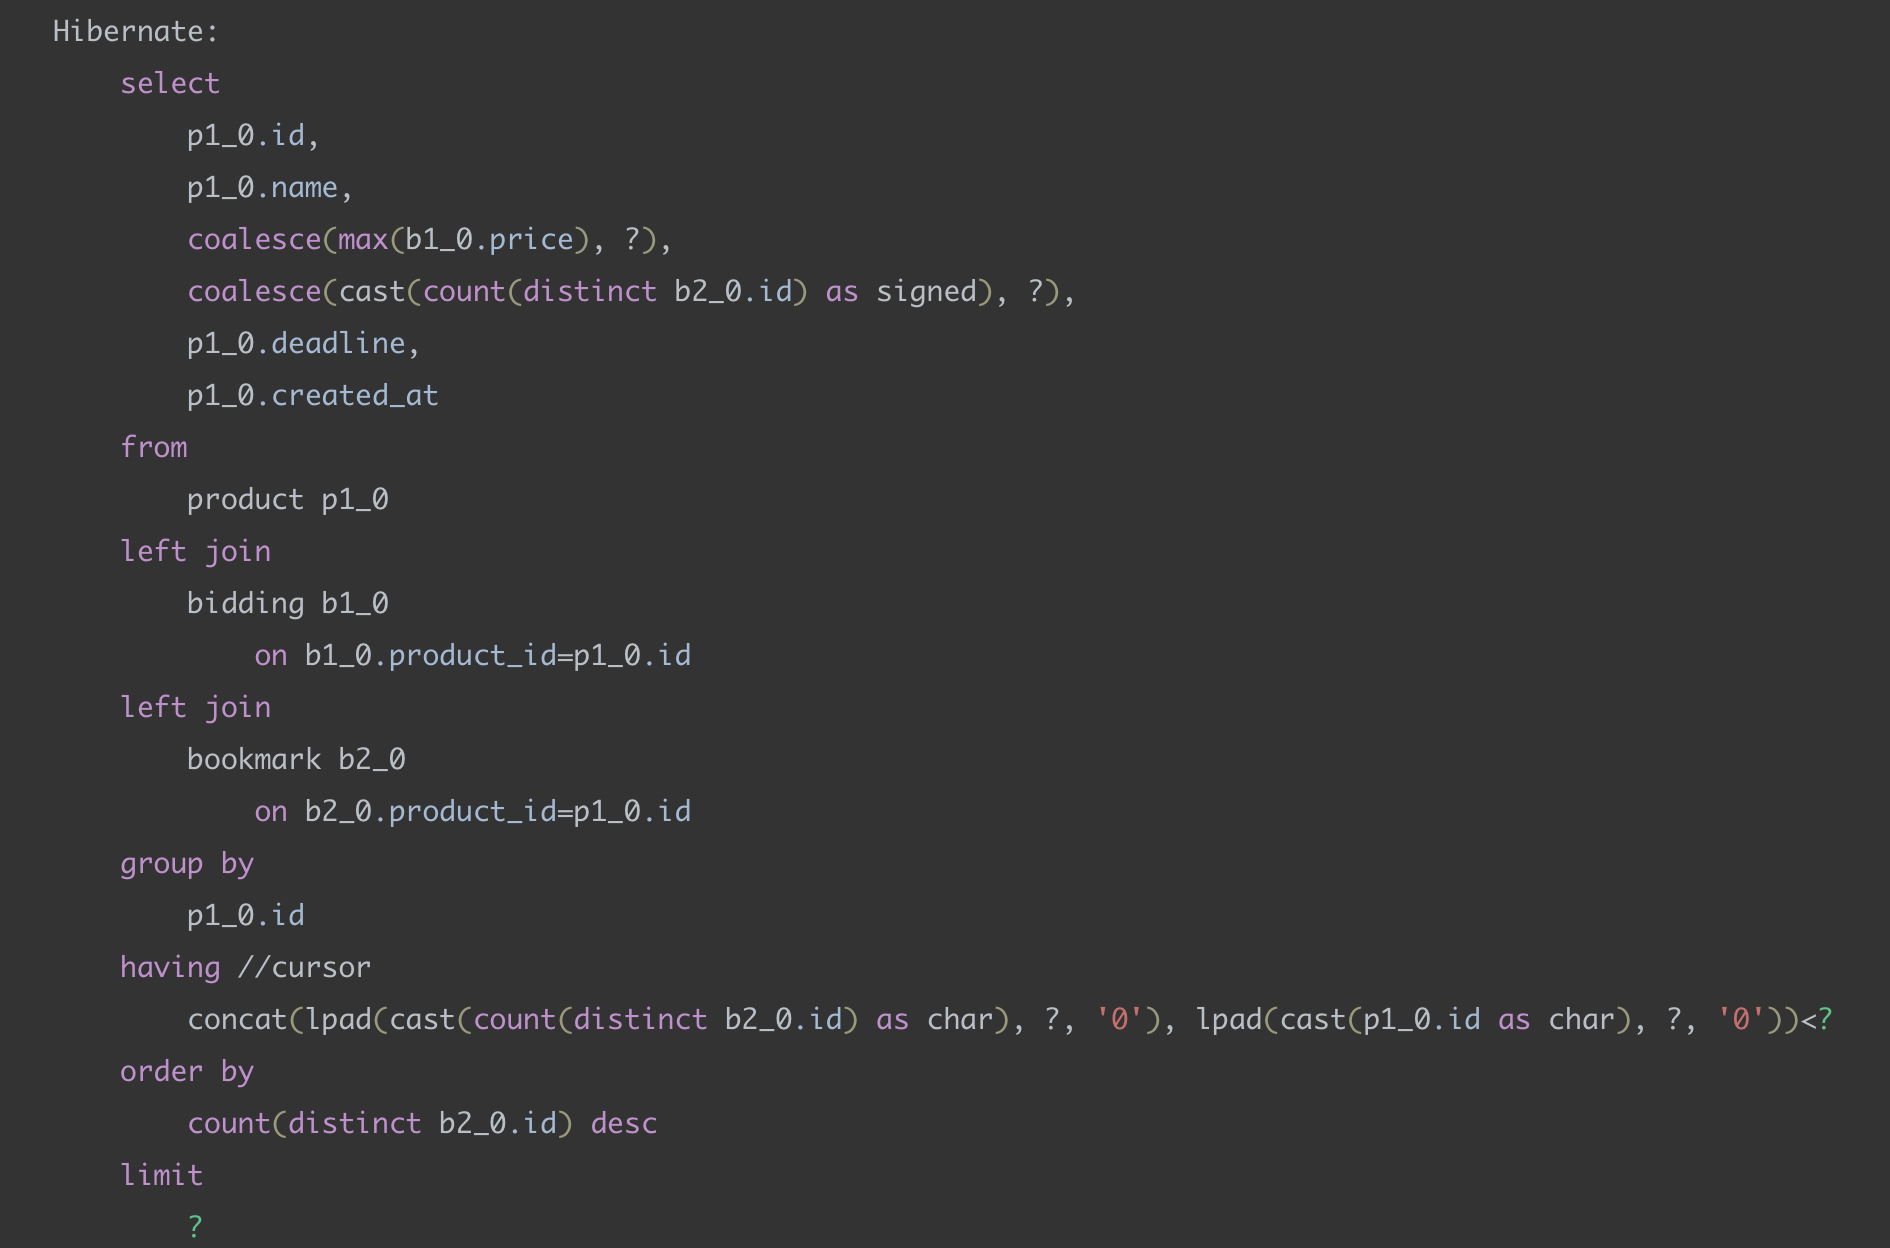 Hibernate:
select
p1_0.id,
p1_0.name,
coalesce(max(b1_0.price), ?),
coalesce(cast(count(distinct b2_0.id) as signed), ?),
p1_0.deadline,
p1_0.created_at
from
product p1_0
left join
bidding b1_0
on b1_0.product_id=p1_0.id
left join
bookmark b2_0
on b2_0.product_id=p1_0.id
group by
p1_0.id
having //cursor
concat(lpad(cast(count(distinct b2_0.id) as char), ?, '0'), lpad(cast(p1_0.id as char), ?, '0'))<?
order by
count(distinct b2_0.id) desc
limit
?